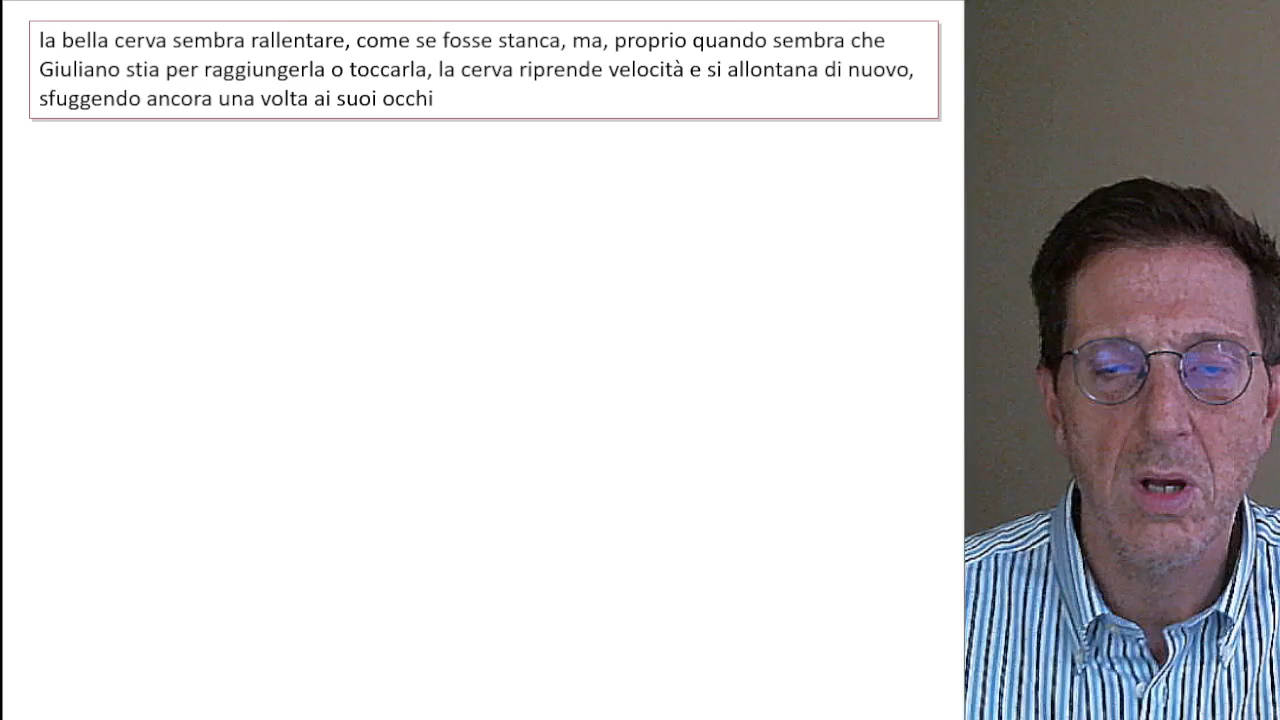 la bella cerva sembra rallentare, come se fosse stanca, ma, proprio quando sembra che
Giuliano stia per raggiungerla o toccarla, la cerva riprende velocità e si allontana di nuovo,
sfuggendo ancora una volta ai suoi occhi